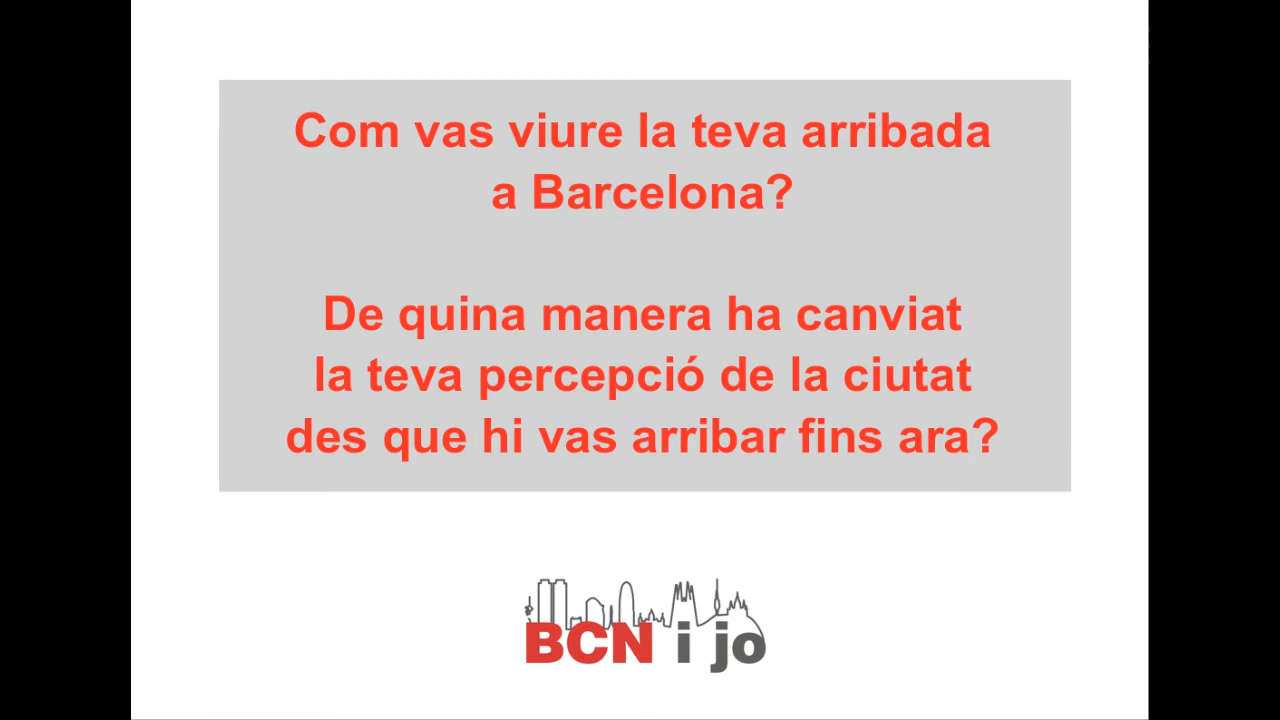 Com vas viure la teva arribada
a Barcelona?
De quina manera ha canviat
la teva percepció de la ciutat
des que hi vas arribar fins ara?
BCN i jo